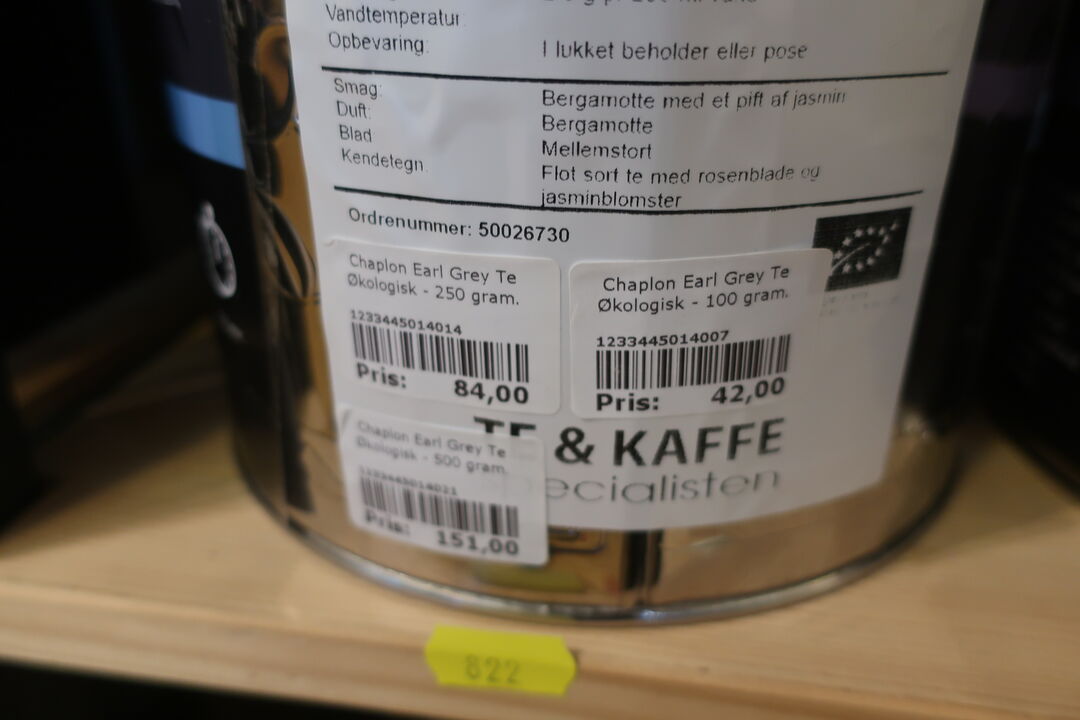 Vandtemperatur:
Opbevaring: I lukket beholder eller pose
Smag: Bergamotte med et pift af jasmin
Duft: Bergamotte
Blad Mellemstort
Kendetegn. Flot sort te med rosenblade og
jasminblomster
Ordrenummer: 50026730
Chaplon Earl Grey Te
Økologisk - 250 gram.
1233445014014
Pris: 84,00
Chaplon Earl Grey Te
Økologisk - 100 gram.
1233445014007
Pris: 42,00
TE & KAFFE
ecialisten
Chaplon Earl Grey Te
Økologisk - 500 gram.
1233445014021
Pris: 151,00
822